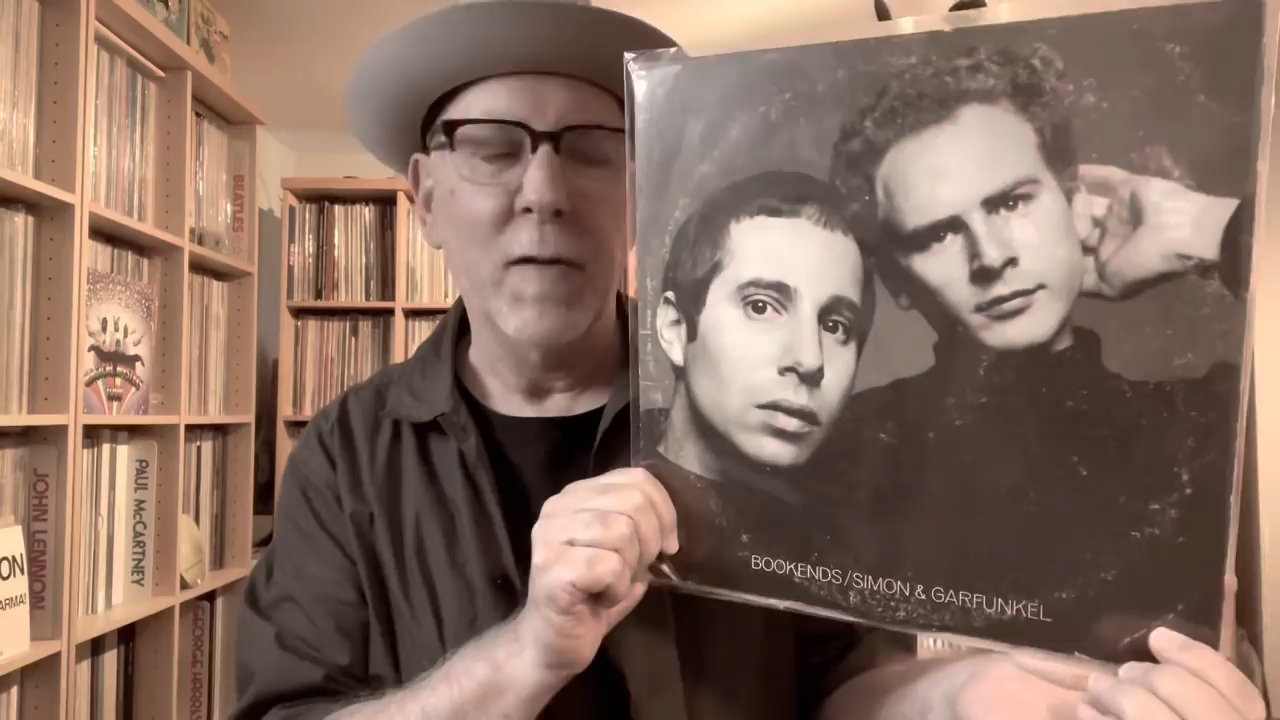 BEATLES
JOHN LENNON
PAUL McCARTNEY
ON
ARMA!
BOOKENDS/SIMON & GARFUNKEL